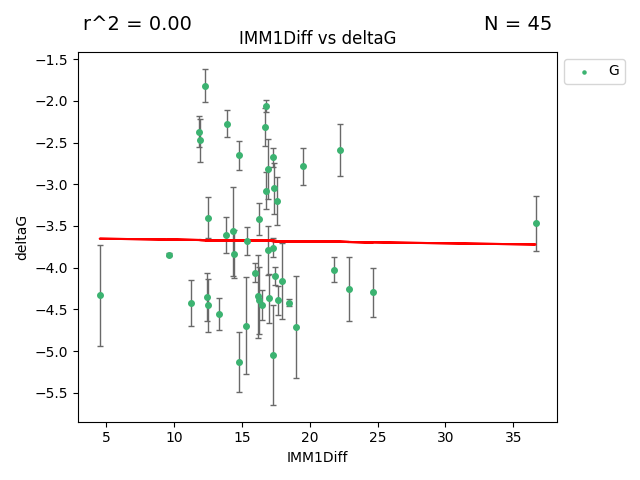 r^2 = 0.00
N = 45
IMM1Diff vs deltaG
G
−1.5
−2.0
−2.5
−3.0
−3.5
−4.0
−4.5
−5.0
−5.5
deltaG
5 10 15 20 25 30 35
IMM1Diff